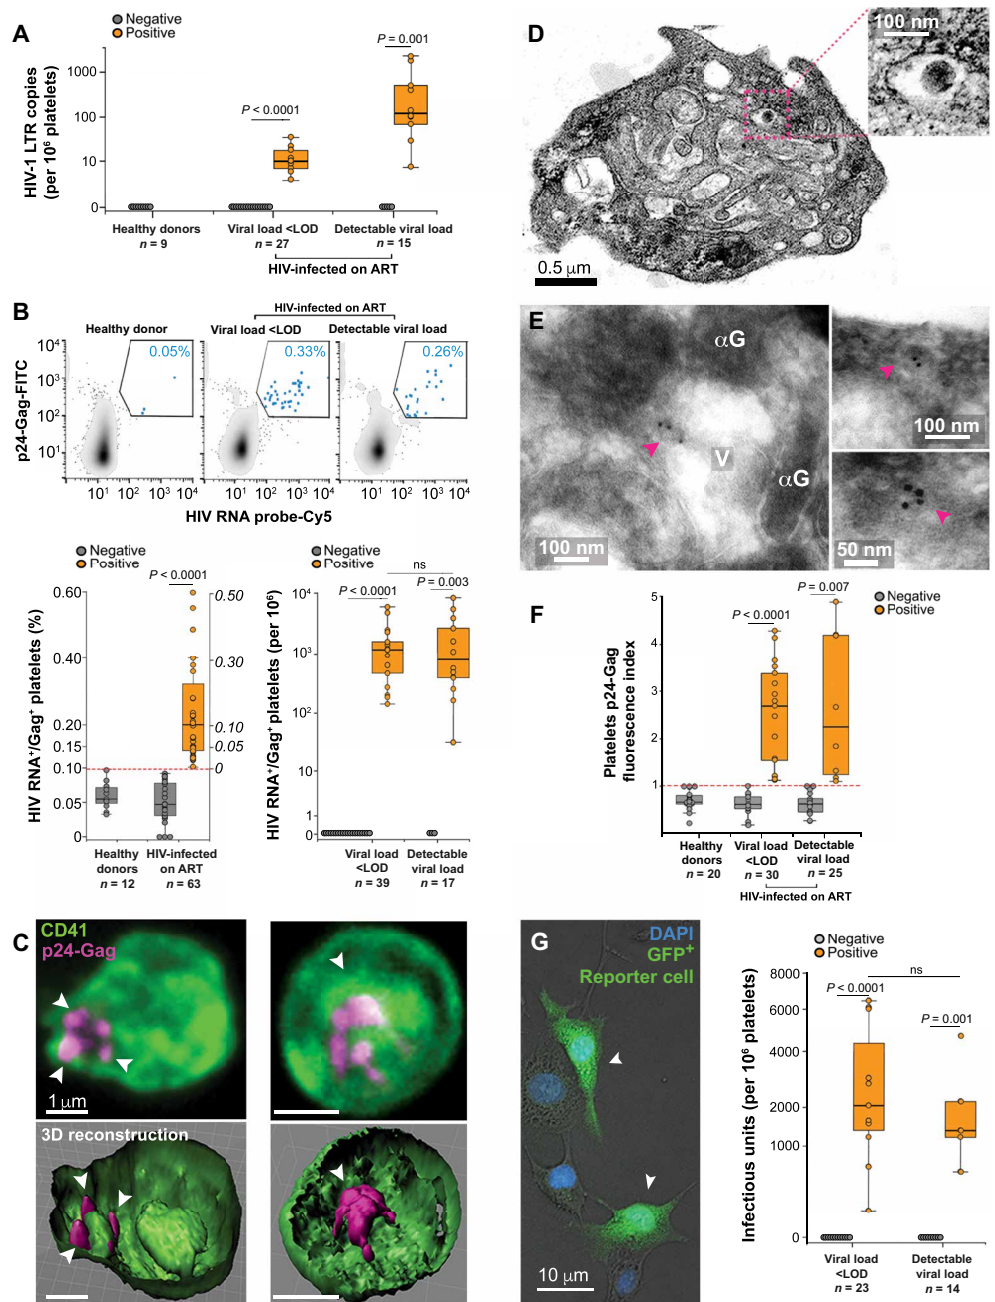 A
Negative
Positive
HIV-1 LTR copies
(per 10⁶ platelets)
1000
100
10
0
P < 0.0001
P = 0.001
Healthy donors
n = 9
Viral load <LOD
n = 27
Detectable viral load
n = 15
HIV-infected on ART
B
HIV-infected on ART
Healthy donor
Viral load <LOD
Detectable viral load
0.05%
0.33%
0.26%
p24-Gag-FITC
10⁴
10³
10²
10¹
10¹ 10² 10³ 10⁴
10¹ 10² 10³ 10⁴
10¹ 10² 10³ 10⁴
HIV RNA probe-Cy5
Negative
Positive
P < 0.0001
HIV RNA⁺/Gag⁺ platelets (%)
0.60
0.40
0.20
0.15
0.10
0.05
0
0.50
0.30
0.10
0.05
0
Healthy
donors
n = 12
HIV-infected
on ART
n = 63
Negative
Positive
ns
P < 0.0001
P = 0.003
HIV RNA⁺/Gag⁺ platelets (per 10⁶)
10⁴
10³
10²
10
1
0
Viral load
<LOD
n = 39
Detectable
viral load
n = 17
C
CD41
p24-Gag
1 µm
3D reconstruction
D
100 nm
0.5 µm
E
αG
V
αG
100 nm
100 nm
50 nm
F
P = 0.007
P < 0.0001
Negative
Positive
Platelets p24-Gag
fluorescence index
5
4
3
2
1
0
Healthy
donors
n = 20
Viral load
<LOD
n = 30
Detectable
viral load
n = 25
HIV-infected on ART
G
DAPI
GFP⁺
Reporter cell
10 µm
Negative
Positive
ns
P < 0.0001
P = 0.001
Infectious units (per 10⁶ platelets)
8000
6000
4000
2000
1000
0
Viral load
<LOD
n = 23
Detectable
viral load
n = 14